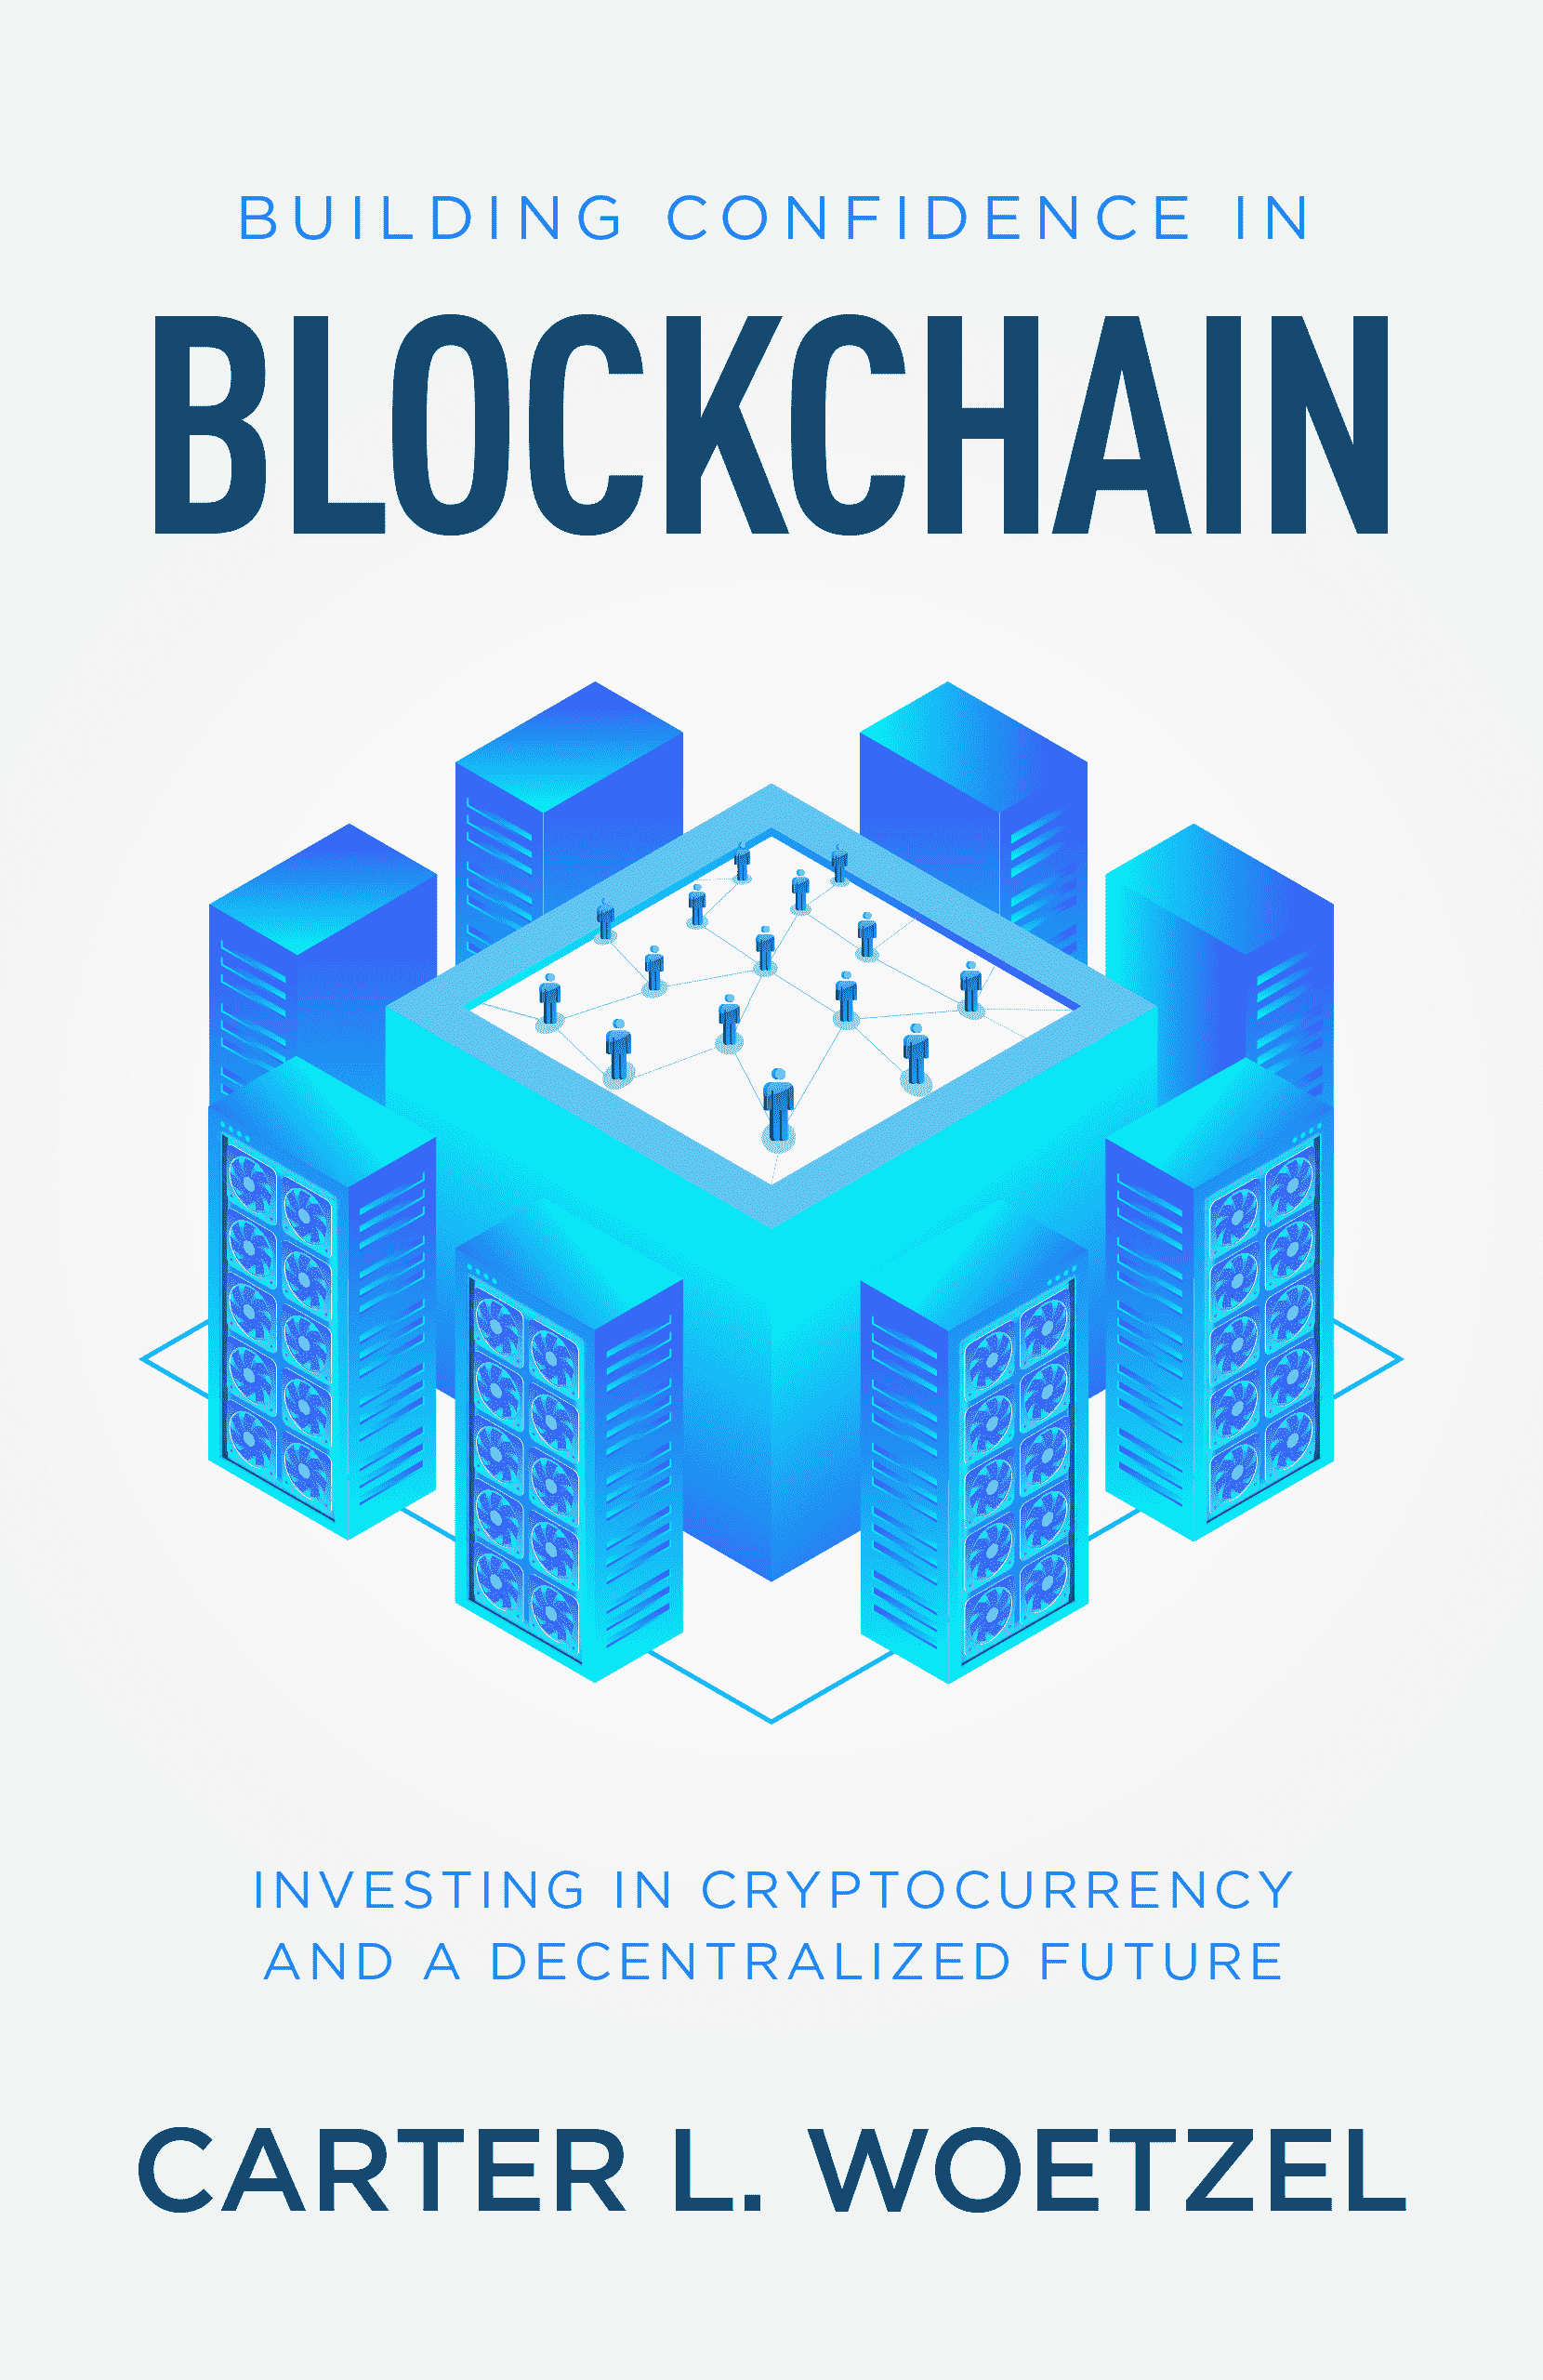 BUILDING CONFIDENCE IN
BLOCKCHAIN
INVESTING IN CRYPTOCURRENCY
AND A DECENTRALIZED FUTURE
CARTER L. WOETZEL